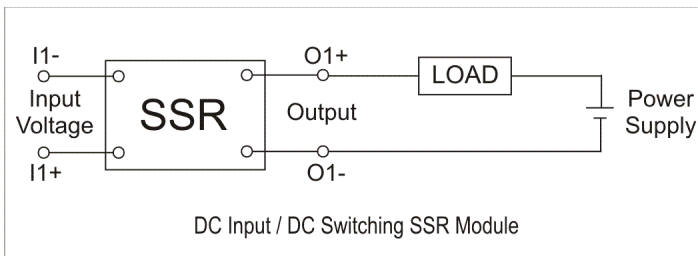 I1-
O1+
LOAD
Input
Voltage
SSR
Output
Power
Supply
I1+
O1-
DC Input / DC Switching SSR Module